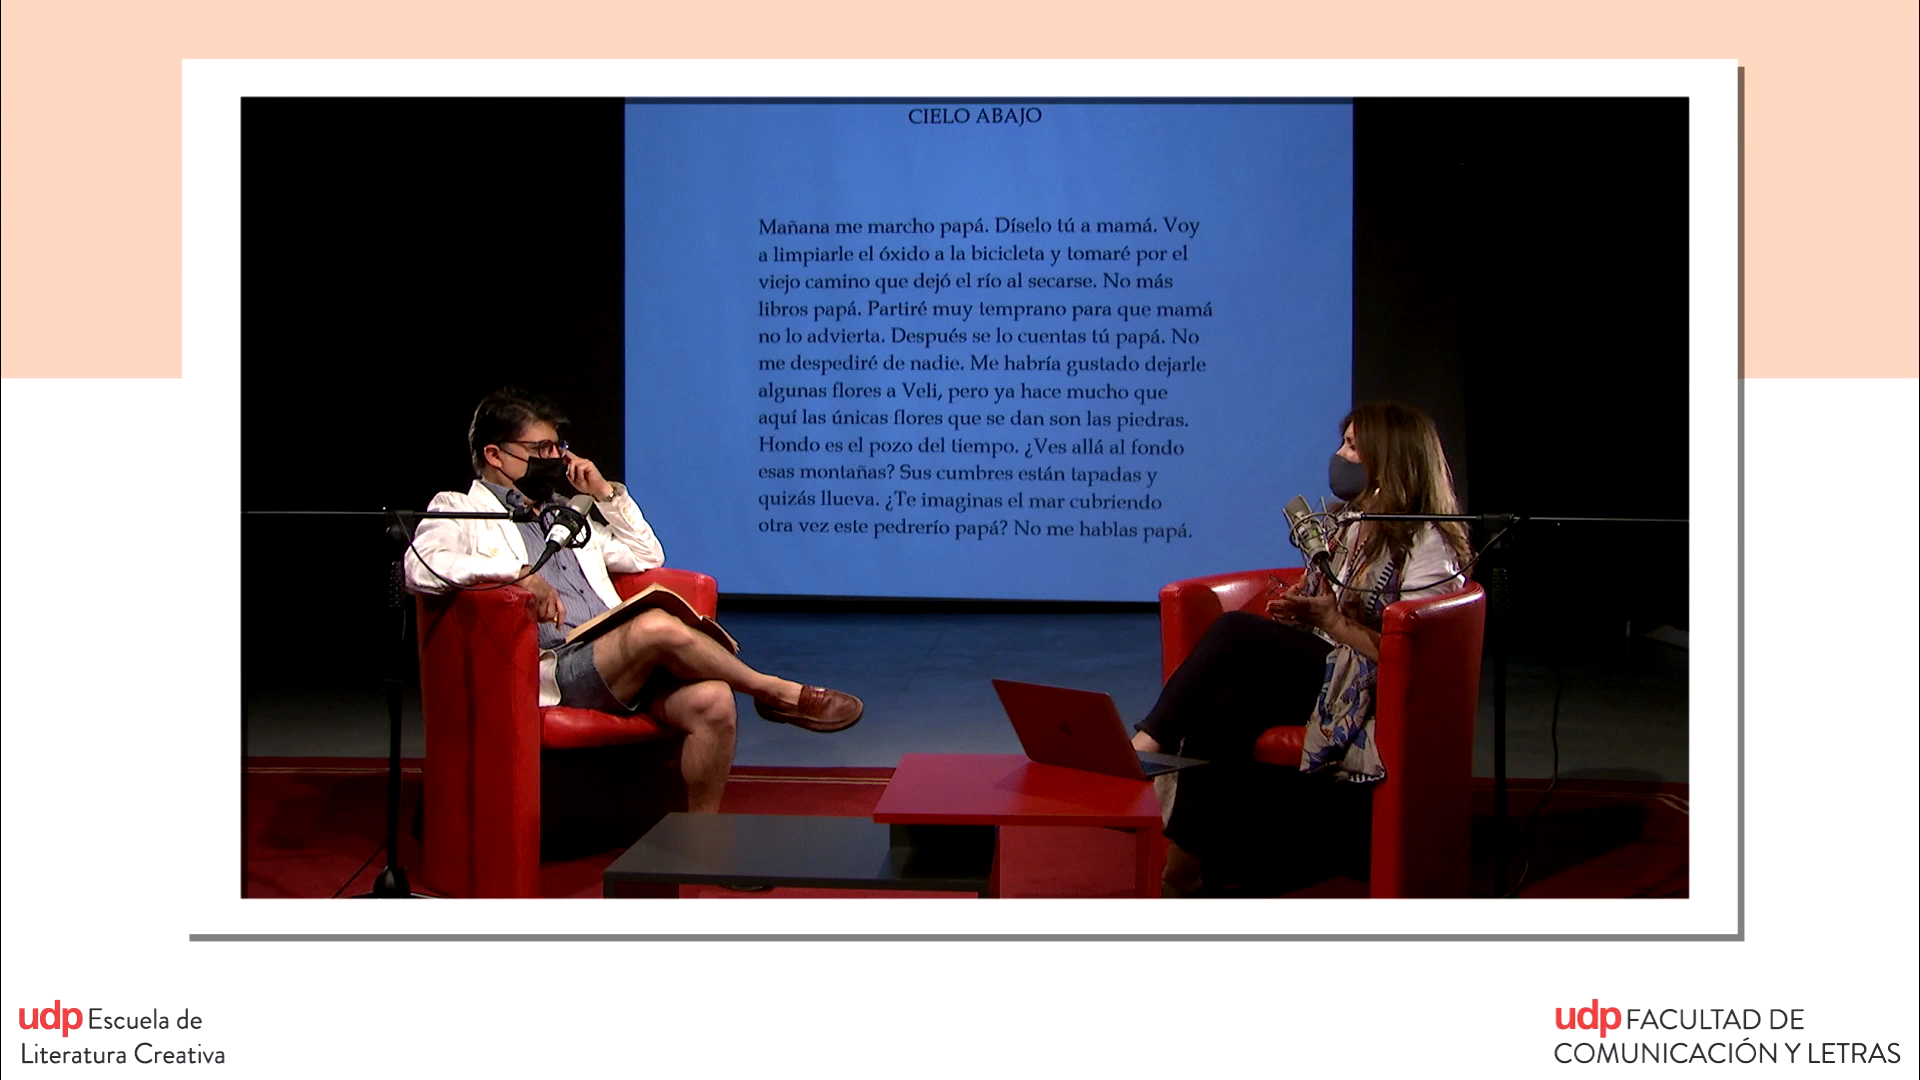 CIELO ABAJO
Mañana me marcho papá. Díselo tú a mamá. Voy
a limpiarle el óxido a la bicicleta y tomaré por el
viejo camino que dejó el río al secarse. No más
libros papá. Partiré muy temprano para que mamá
no lo advierta. Después se lo cuentas tú papá. No
me despediré de nadie. Me habría gustado dejarle
algunas flores a Veli, pero ya hace mucho que
aquí las únicas flores que se dan son las piedras.
Hondo es el pozo del tiempo. ¿Ves allá al fondo
esas montañas? Sus cumbres están tapadas y
quizás llueva. ¿Te imaginas el mar cubriendo
otra vez este pedrerío papá? No me hablas papá.
udp Escuela de
Literatura Creativa
udp FACULTAD DE
COMUNICACIÓN Y LETRAS